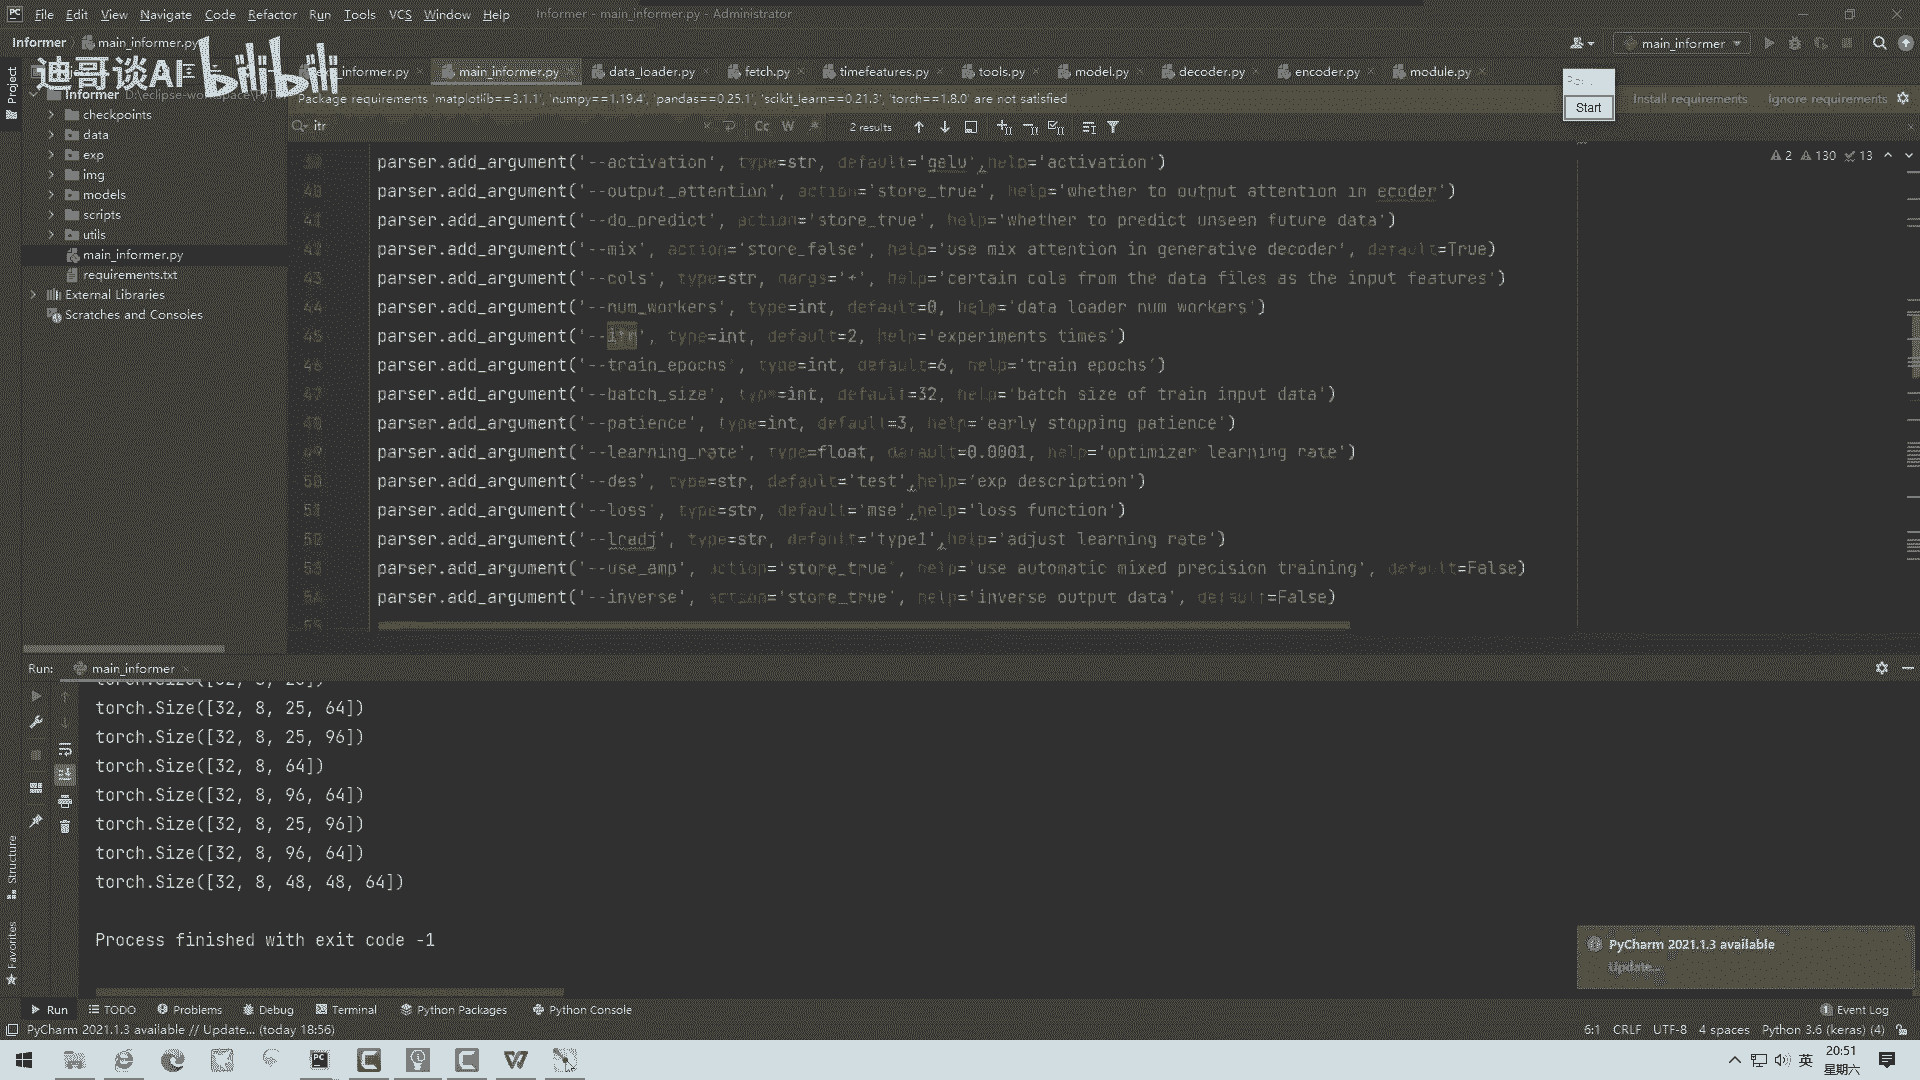 File Edit View Navigate Code Refactor Run Tools VCS Window Help Informer - main_informer.py - Administrator
Informer main_informer.py main_informer
迪哥谈AI bilibili
informer.py main_informer.py data_loader.py fetch.py timefeatures.py tools.py model.py decoder.py encoder.py module.py
Package requirements 'matplotlib==3.1.1', 'numpy==1.19.4', 'pandas==0.25.1', 'scikit_learn==0.21.3', 'torch==1.8.0' are not satisfied Install requirements Ignore requirements
Start
itr Cc W 2 results
2 130 13
Project
Informer
checkpoints
data
exp
img
models
scripts
utils
main_informer.py
requirements.txt
External Libraries
Scratches and Consoles
parser.add_argument('--activation', type=str, default='gelu',help='activation')
40 parser.add_argument('--output_attention', action='store_true', help='whether to output attention in ecoder')
41 parser.add_argument('--do_predict', action='store_true', help='whether to predict unseen future data')
42 parser.add_argument('--mix', action='store_false', help='use mix attention in generative decoder', default=True)
43 parser.add_argument('--cols', type=str, nargs='+', help='certain cols from the data files as the input features')
44 parser.add_argument('--num_workers', type=int, default=0, help='data loader num workers')
45 parser.add_argument('--itr', type=int, default=2, help='experiments times')
46 parser.add_argument('--train_epochs', type=int, default=6, help='train epochs')
47 parser.add_argument('--batch_size', type=int, default=32, help='batch size of train input data')
48 parser.add_argument('--patience', type=int, default=3, help='early stopping patience')
49 parser.add_argument('--learning_rate', type=float, default=0.0001, help='optimizer learning rate')
50 parser.add_argument('--des', type=str, default='test',help='exp description')
51 parser.add_argument('--loss', type=str, default='mse',help='loss function')
52 parser.add_argument('--lradj', type=str, default='type1',help='adjust learning rate')
53 parser.add_argument('--use_amp', action='store_true', help='use automatic mixed precision training', default=False)
54 parser.add_argument('--inverse', action='store_true', help='inverse output data', default=False)
55
Run: main_informer
torch.Size([32, 8, 25, 64])
torch.Size([32, 8, 25, 96])
torch.Size([32, 8, 64])
torch.Size([32, 8, 96, 64])
torch.Size([32, 8, 25, 96])
torch.Size([32, 8, 96, 64])
torch.Size([32, 8, 48, 48, 64])
Process finished with exit code -1
Structure
Favorites
PyCharm 2021.1.3 available
Update...
Run TODO Problems Debug Terminal Python Packages Python Console 1 Event Log
PyCharm 2021.1.3 available // Update... (today 18:56) 6:1 CRLF UTF-8 4 spaces Python 3.6 (keras) (4)
英 20:51
星期六